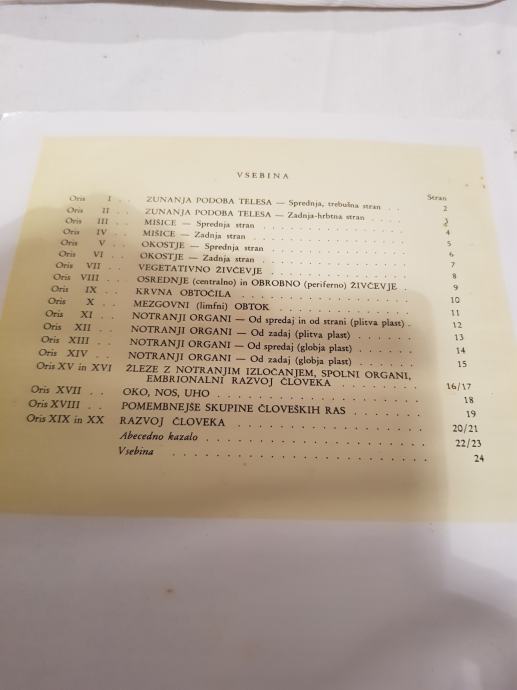 VSEBINA
Stran
Oris I . . ZUNANJA PODOBA TELESA — Sprednja, trebušna stran . . 2
Oris II . . ZUNANJA PODOBA TELESA — Zadnja-hrbtna stran . . . . 3
Oris III . . MIŠICE — Sprednja stran . . . . . . . . . . . . 4
Oris IV . . MIŠICE — Zadnja stran . . . . . . . . . . . . 5
Oris V . . OKOSTJE — Sprednja stran . . . . . . . . . . . . 6
Oris VI . . OKOSTJE — Zadnja stran . . . . . . . . . . . . 7
Oris VII . . VEGETATIVNO ŽIVČEVJE . . . . . . . . . . . . 8
Oris VIII . . OSREDNJE (centralno) in OBROBNO (periferno) ŽIVČEVJE . 9
Oris IX . . KRVNA OBTOČILA . . . . . . . . . . . . 10
Oris X . . MEZGOVNI (limfni) OBTOK . . . . . . . . . . . . 11
Oris XI . . NOTRANJI ORGANI — Od spredaj in od strani (plitva plast) . 12
Oris XII . . NOTRANJI ORGANI — Od zadaj (plitva plast) . . . . . . 13
Oris XIII . . NOTRANJI ORGANI — Od spredaj (globja plast) . . . . . 14
Oris XIV . . NOTRANJI ORGANI — Od zadaj (globja plast) . . . . . . 15
Oris XV in XVI ŽLEZE Z NOTRANJIM IZLOČANJEM, SPOLNI ORGANI,
EMBRIONALNI RAZVOJ ČLOVEKA . . . . . . . . . . 16/17
Oris XVII . . OKO, NOS, UHO . . . . . . . . . . . . 18
Oris XVIII . . POMEMBNEJŠE SKUPINE ČLOVEŠKIH RAS . . . . . . . 19
Oris XIX in XX RAZVOJ ČLOVEKA . . . . . . . . . . . . 20/21
Abecedno kazalo . . . . . . . . . . . . 22/23
Vsebina . . . . . . . . . . . . 24